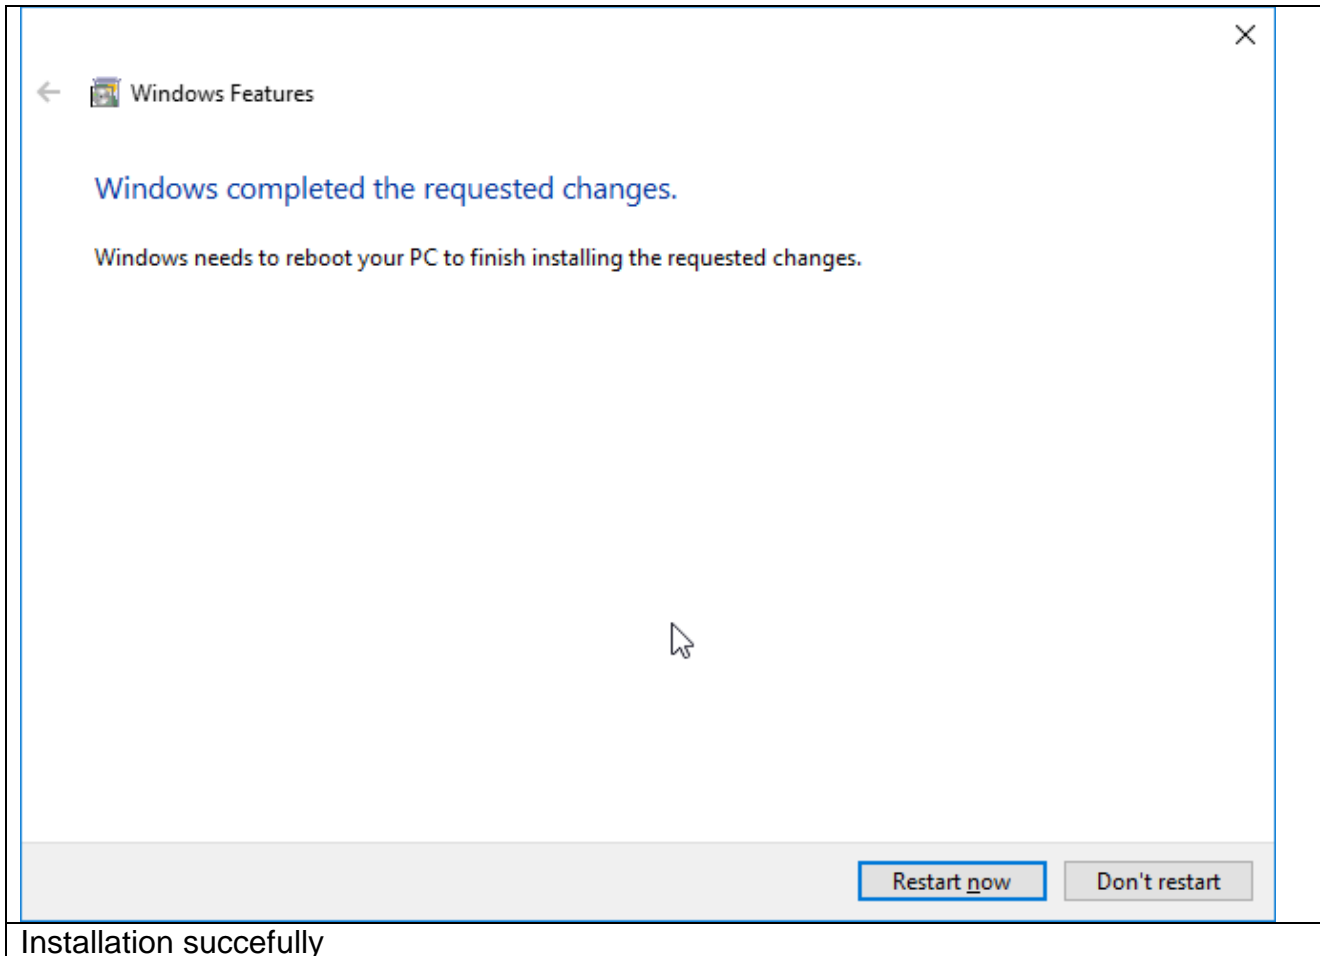 Windows Features
Windows completed the requested changes.
Windows needs to reboot your PC to finish installing the requested changes.
Restart now
Don't restart
Installation succefully